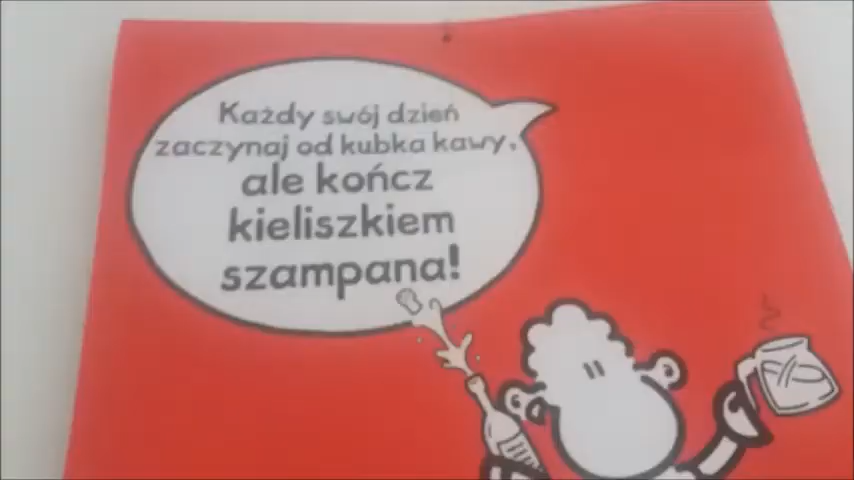 Każdy swój dzień
zaczynaj od kubka kawy,
ale kończ
kieliszkiem
szampana!